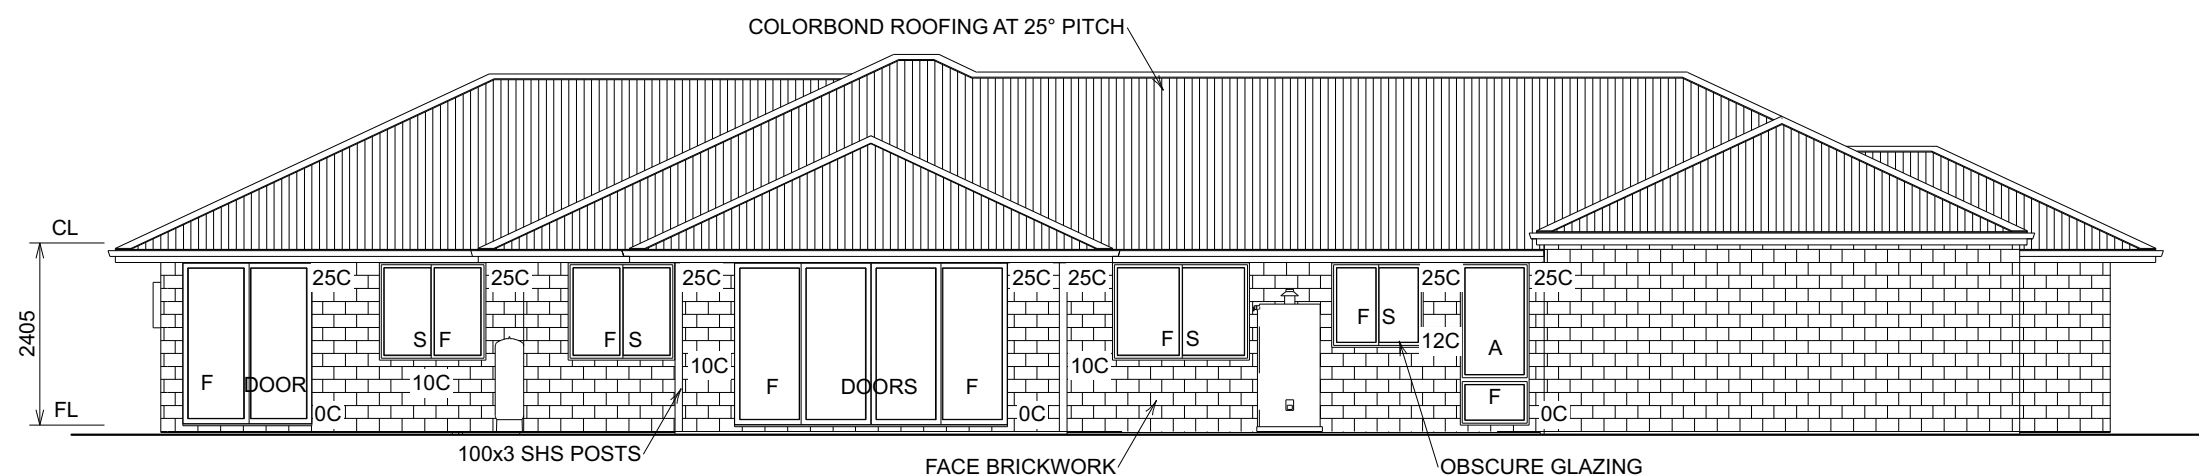 COLORBOND ROOFING AT 25° PITCH
CL
25C 25C 25C 25C 25C 25C 25C
2405
S F F S F S F S
12C A
10C 10C 10C
F DOOR F DOORS F F
FL 0C 0C 0C
100x3 SHS POSTS
FACE BRICKWORK
OBSCURE GLAZING